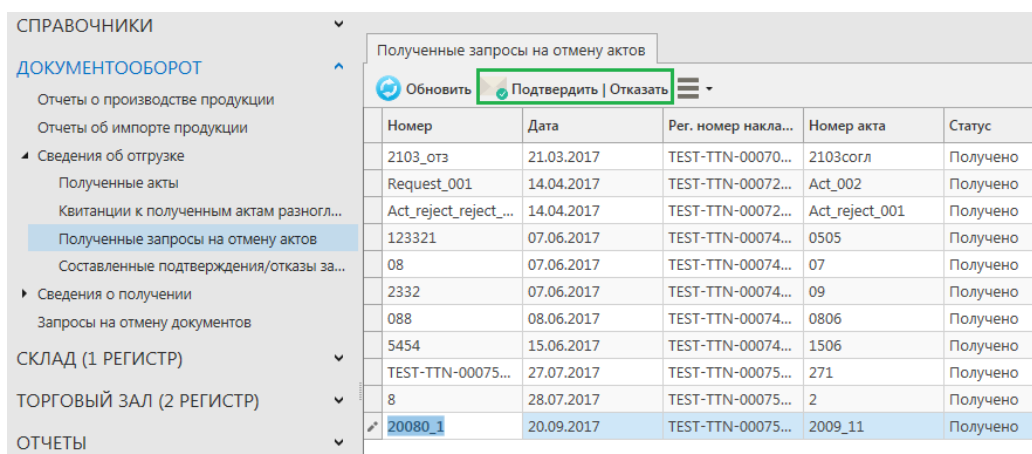 СПРАВОЧНИКИ
ДОКУМЕНТООБОРОТ
Отчеты о производстве продукции
Отчеты об импорте продукции
Сведения об отгрузке
Полученные акты
Квитанции к полученным актам разногл...
Полученные запросы на отмену актов
Составленные подтверждения/отказы за...
Сведения о получении
Запросы на отмену документов
СКЛАД (1 РЕГИСТР)
ТОРГОВЫЙ ЗАЛ (2 РЕГИСТР)
ОТЧЕТЫ
Полученные запросы на отмену актов
Обновить Подтвердить | Отказать
Номер Дата Рег. номер накла... Номер акта Статус
2103_отз 21.03.2017 TEST-TTN-00070... 2103согл Получено
Request_001 14.04.2017 TEST-TTN-00072... Act_002 Получено
Act_reject_reject_... 14.04.2017 TEST-TTN-00072... Act_reject_001 Получено
123321 07.06.2017 TEST-TTN-00074... 0505 Получено
08 07.06.2017 TEST-TTN-00074... 07 Получено
2332 07.06.2017 TEST-TTN-00074... 09 Получено
088 08.06.2017 TEST-TTN-00074... 0806 Получено
5454 15.06.2017 TEST-TTN-00074... 1506 Получено
TEST-TTN-00075... 27.07.2017 TEST-TTN-00075... 271 Получено
8 28.07.2017 TEST-TTN-00075... 2 Получено
20080_1 20.09.2017 TEST-TTN-00075... 2009_11 Получено